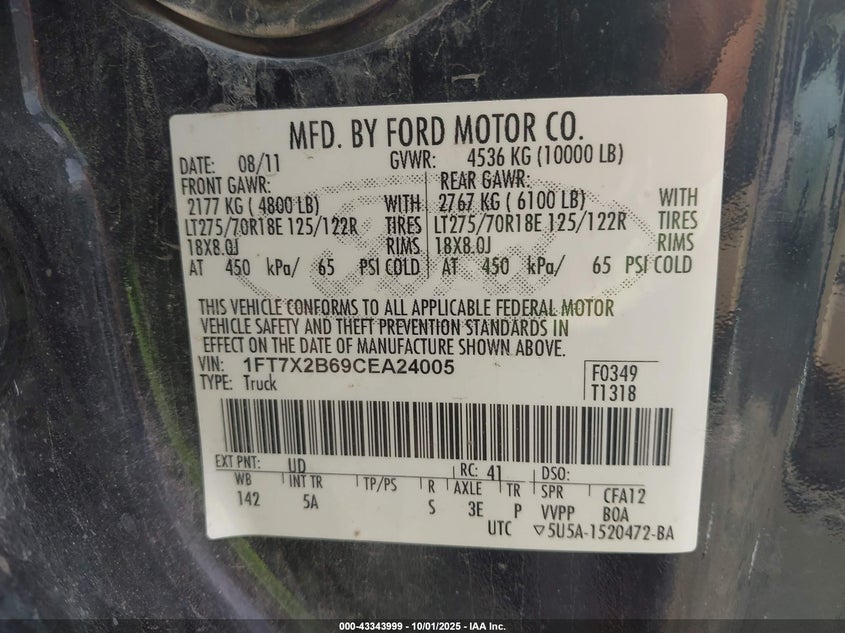 MFD. BY FORD MOTOR CO.
DATE: 08/11 GVWR: 4536 KG (10000 LB)
FRONT GAWR: REAR GAWR:
2177 KG ( 4800 LB) WITH 2767 KG ( 6100 LB) WITH
LT275/70R18E 125/122R TIRES LT275/70R18E 125/122R TIRES
18X8.0J RIMS 18X8.0J RIMS
AT 450 kPa/ 65 PSI COLD AT 450 kPa/ 65 PSI COLD
THIS VEHICLE CONFORMS TO ALL APPLICABLE FEDERAL MOTOR
VEHICLE SAFETY AND THEFT PREVENTION STANDARDS IN
EFFECT ON THE DATE OF MANUFACTURE SHOWN ABOVE.
VIN: 1FT7X2B69CEA24005 F0349
TYPE: Truck T1318
EXT PNT: UD RC: 41 DSO:
WB INT TR TP/PS R AXLE TR SPR CFA12
142 5A S 3E P VVPP BOA
UTC ▽5U5A-1520472-BA
000-43343999 - 10/01/2025 - IAA Inc.